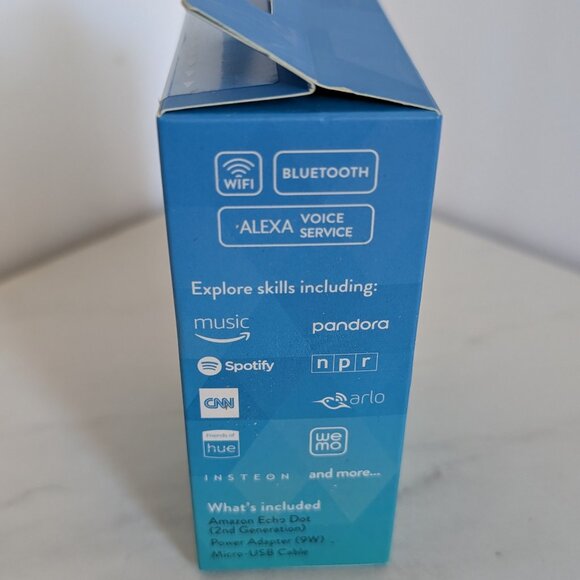 WiFi
BLUETOOTH
ALEXA VOICE SERVICE
Explore skills including:
music
pandora
Spotify
npr
CNN
arlo
Friends of
hue
wemo
INSTEON
and more...
What's included
Amazon Echo Dot
(2nd Generation)
Power Adapter (9W)
Micro-USB Cable